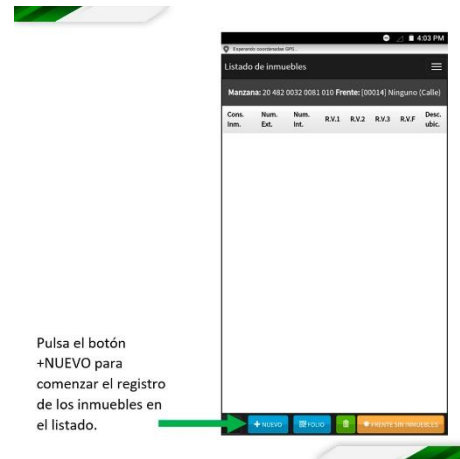 4:03 PM
Esperando coordenadas GPS...
Listado de inmuebles
Manzana: 20 482 0032 0081 010 Frente: [00014] Ninguno (Calle)
Cons. Inm. Num. Ext. Num. Int. R.V.1 R.V.2 R.V.3 R.V.F Desc. ubic.
Pulsa el botón
+NUEVO para
comenzar el registro
de los inmuebles en
el listado.
+ NUEVO FOLIO FRENTE SIN INMUEBLES